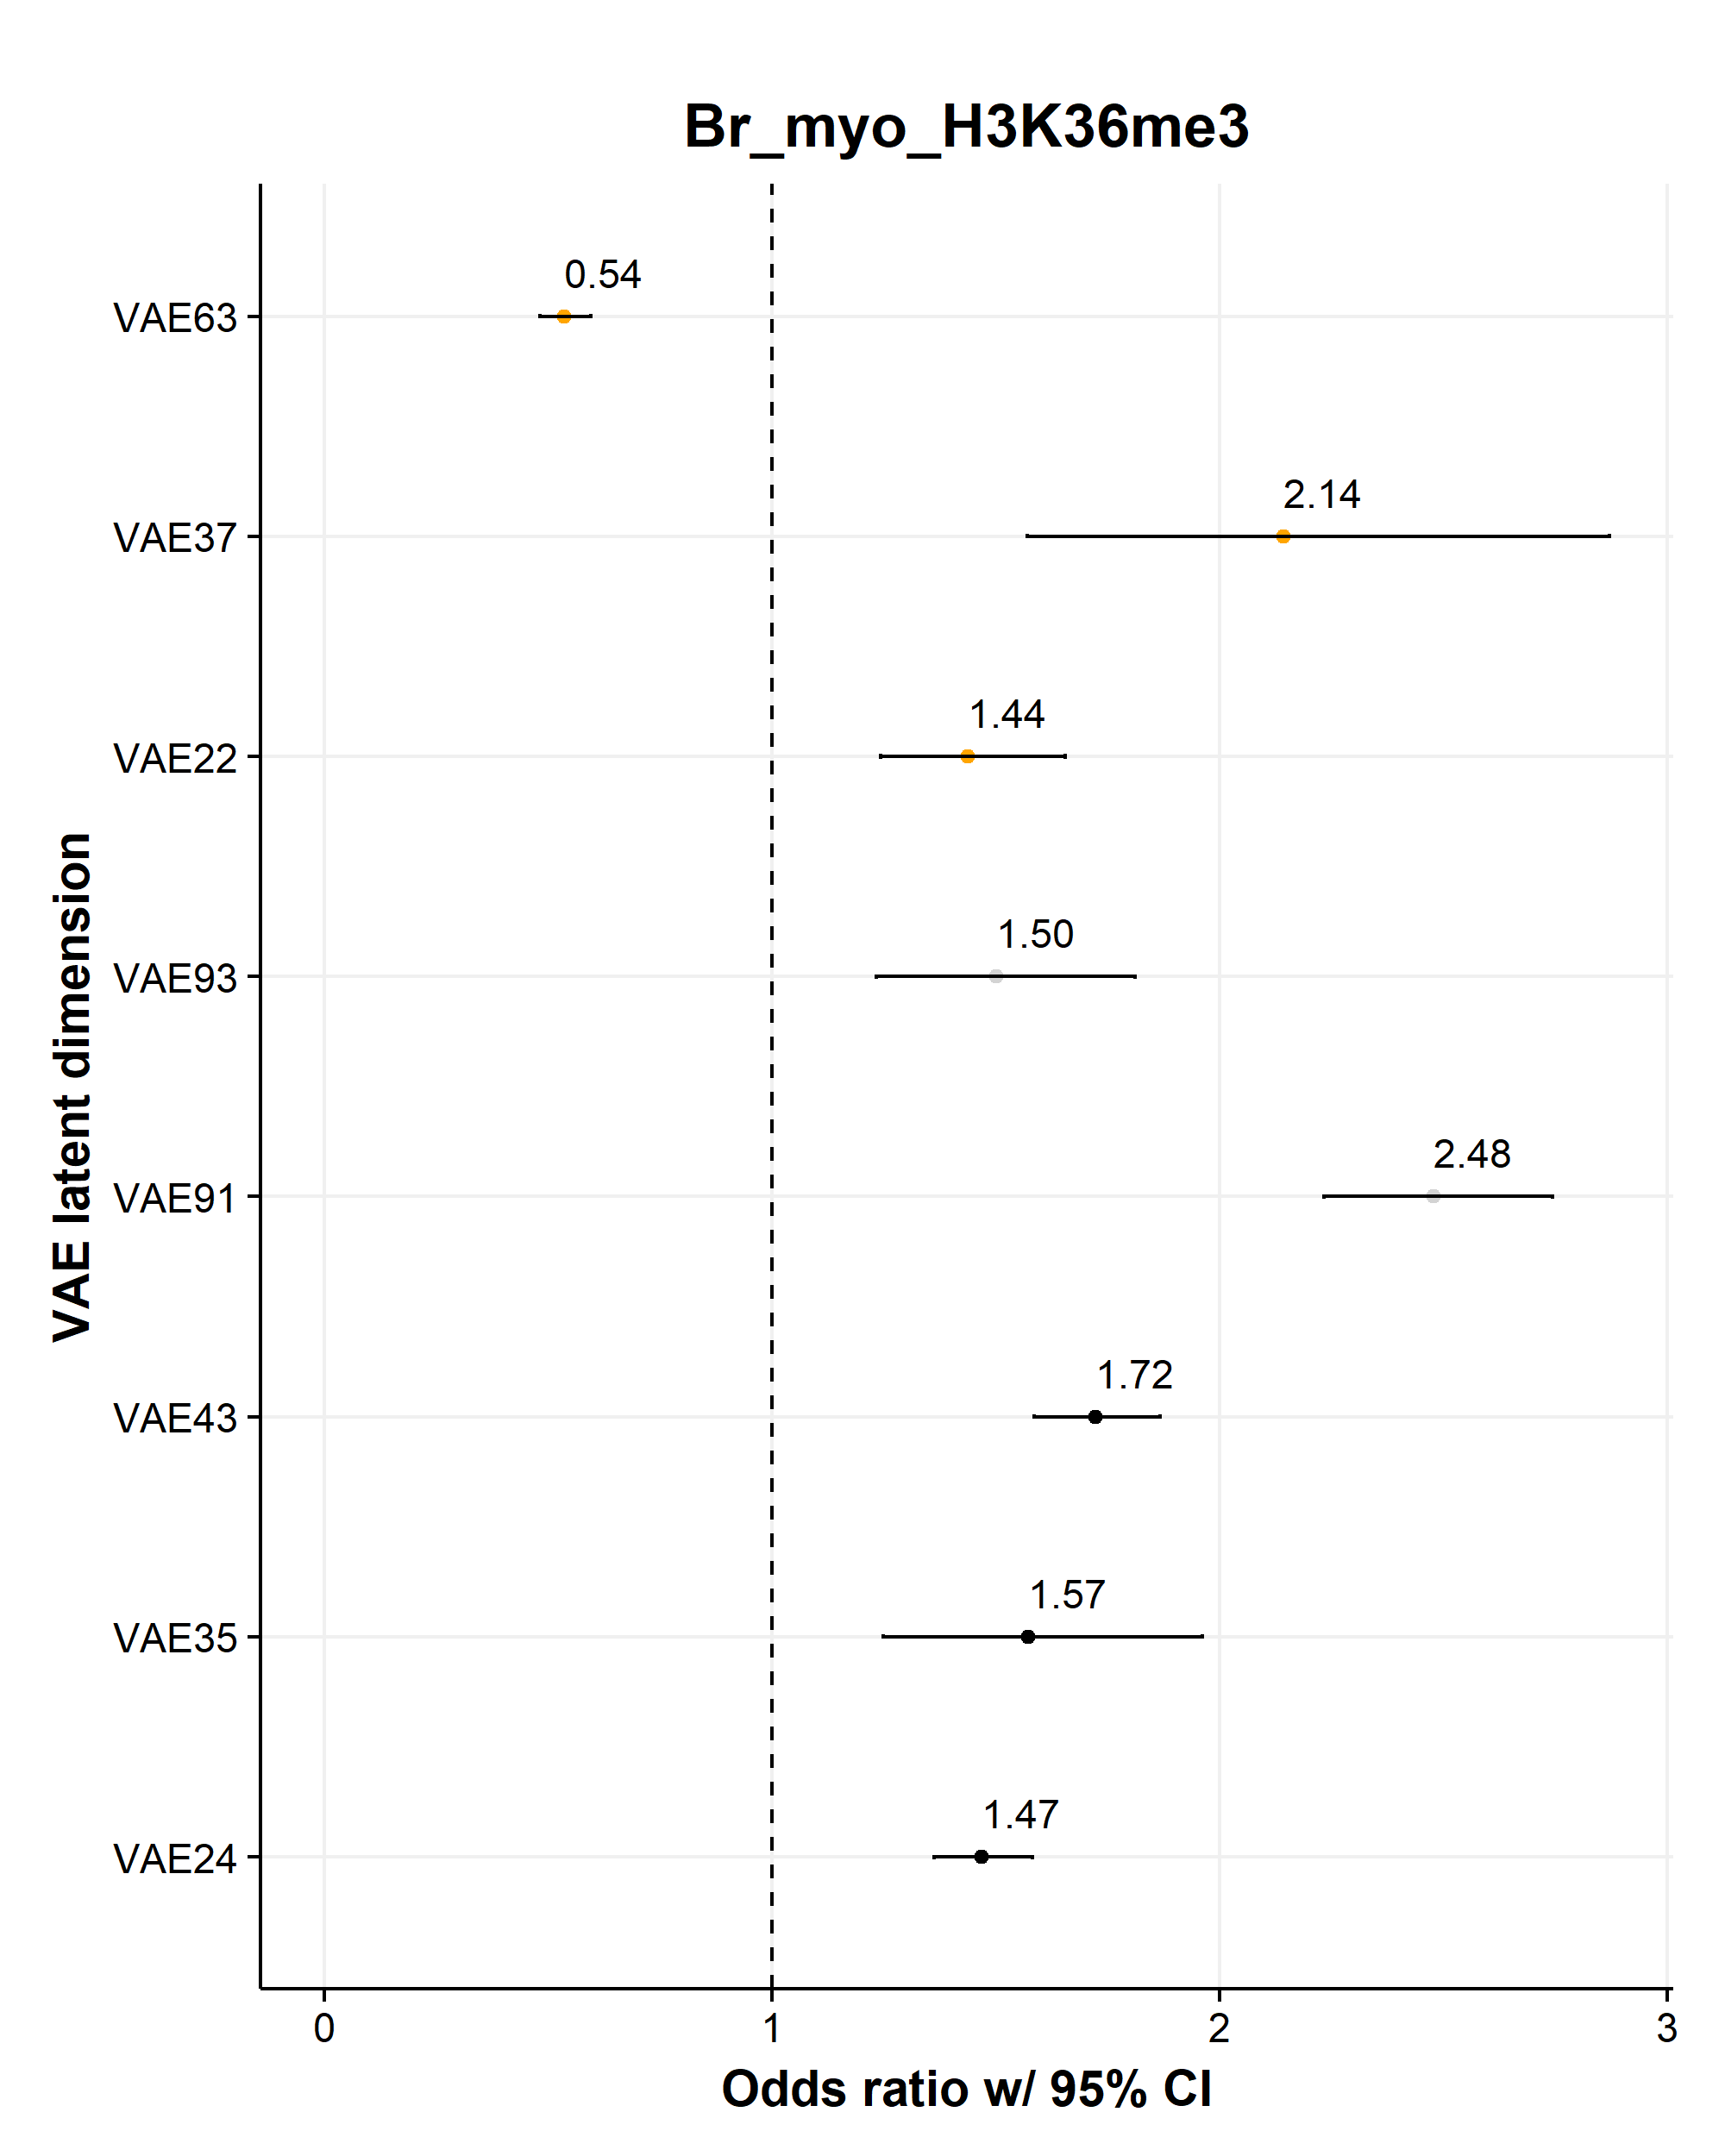 Br_myo_H3K36me3
VAE latent dimension
VAE63
0.54
VAE37
2.14
VAE22
1.44
VAE93
1.50
VAE91
2.48
VAE43
1.72
VAE35
1.57
VAE24
1.47
0 1 2 3
Odds ratio w/ 95% CI